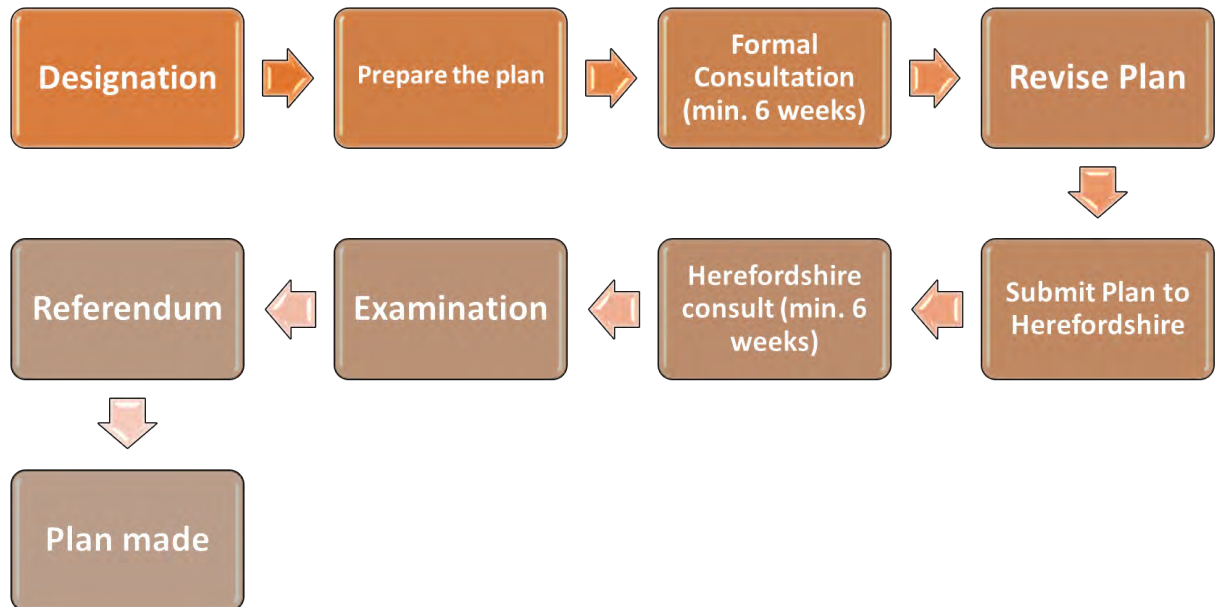 Designation
Prepare the plan
Formal
Consultation
(min. 6 weeks)
Revise Plan
Submit Plan to
Herefordshire
Herefordshire
consult (min. 6
weeks)
Examination
Referendum
Plan made